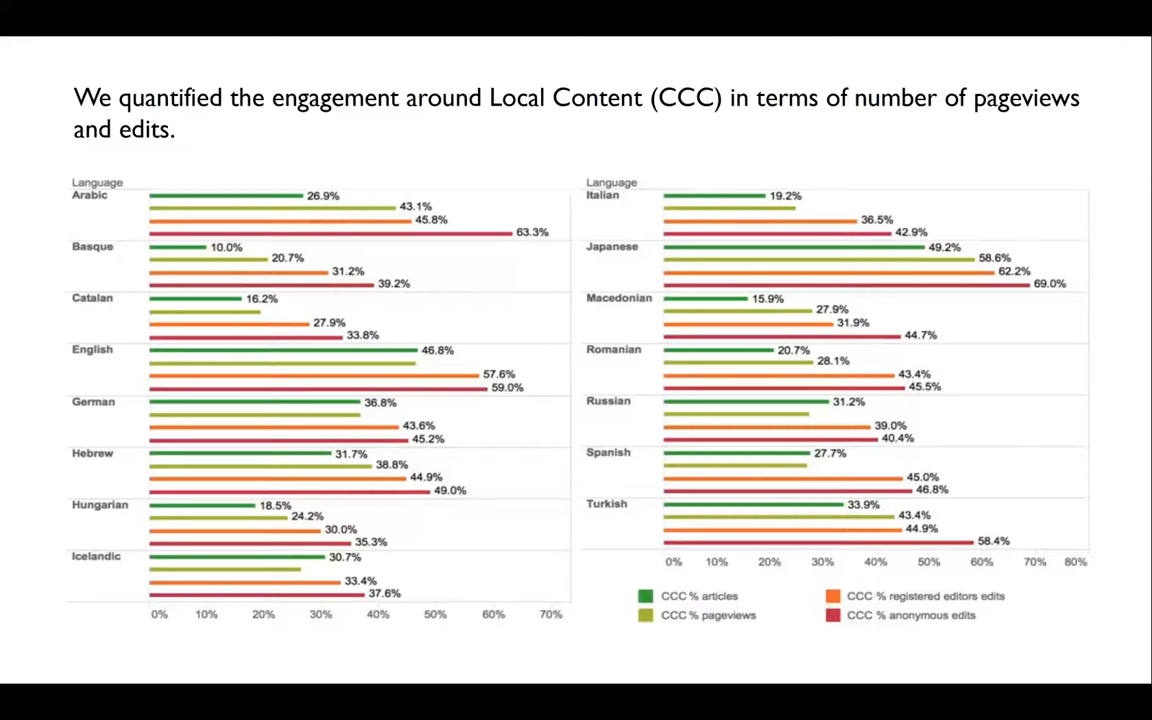 We quantified the engagement around Local Content (CCC) in terms of number of pageviews
and edits.
Language
Arabic
26.9%
43.1%
45.8%
63.3%
Basque
10.0%
20.7%
31.2%
39.2%
Catalan
16.2%
27.9%
33.8%
English
46.8%
57.6%
59.0%
German
36.8%
43.6%
45.2%
Hebrew
31.7%
38.8%
44.9%
49.0%
Hungarian
18.5%
24.2%
30.0%
35.3%
Icelandic
30.7%
33.4%
37.6%
0% 10% 20% 30% 40% 50% 60% 70%
Language
Italian
19.2%
36.5%
42.9%
Japanese
49.2%
58.6%
62.2%
69.0%
Macedonian
15.9%
27.9%
31.9%
44.7%
Romanian
20.7%
28.1%
43.4%
45.5%
Russian
31.2%
39.0%
40.4%
Spanish
27.7%
45.0%
46.8%
Turkish
33.9%
43.4%
44.9%
58.4%
0% 10% 20% 30% 40% 50% 60% 70% 80%
CCC % articles
CCC % pageviews
CCC % registered editors edits
CCC % anonymous edits